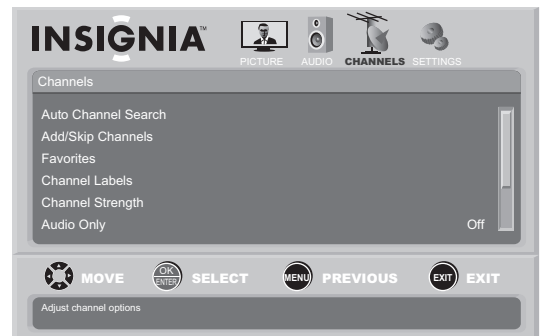 INSIGNIA™
PICTURE AUDIO CHANNELS SETTINGS
Channels
Auto Channel Search
Add/Skip Channels
Favorites
Channel Labels
Channel Strength
Audio Only Off
MOVE OK ENTER SELECT MENU PREVIOUS EXIT EXIT
Adjust channel options